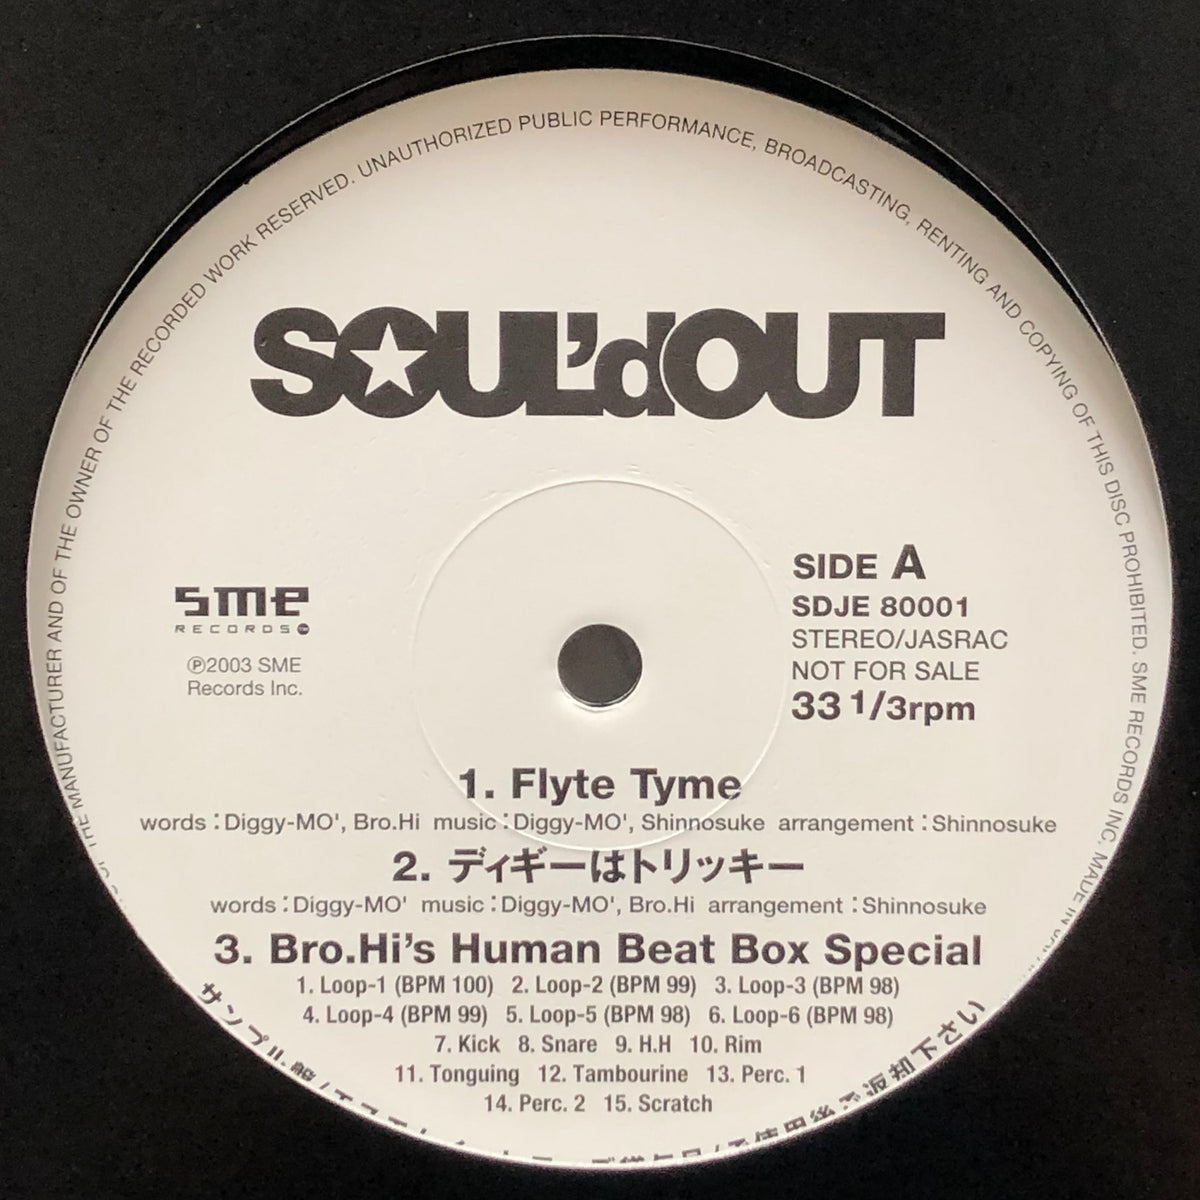 THE MANUFACTURER AND OF THE OWNER OF THE RECORDED WORK RESERVED. UNAUTHORIZED PUBLIC PERFORMANCE, BROADCASTING, RENTING AND COPYING OF THIS DISC PROHIBITED. SME RECORDS INC. MADE IN
SOUL'dOUT
sme
RECORDS
℗2003 SME
Records Inc.
SIDE A
SDJE 80001
STEREO/JASRAC
NOT FOR SALE
33 1/3rpm
1. Flyte Tyme
words : Diggy-MO', Bro.Hi music : Diggy-MO', Shinnosuke arrangement : Shinnosuke
2. ディギーはトリッキー
words : Diggy-MO' music : Diggy-MO', Bro.Hi arrangement : Shinnosuke
3. Bro.Hi's Human Beat Box Special
1. Loop-1 (BPM 100) 2. Loop-2 (BPM 99) 3. Loop-3 (BPM 98)
4. Loop-4 (BPM 99) 5. Loop-5 (BPM 98) 6. Loop-6 (BPM 98)
7. Kick 8. Snare 9. H.H 10. Rim
11. Tonguing 12. Tambourine 13. Perc. 1
14. Perc. 2 15. Scratch
サンプル盤
返却下さい